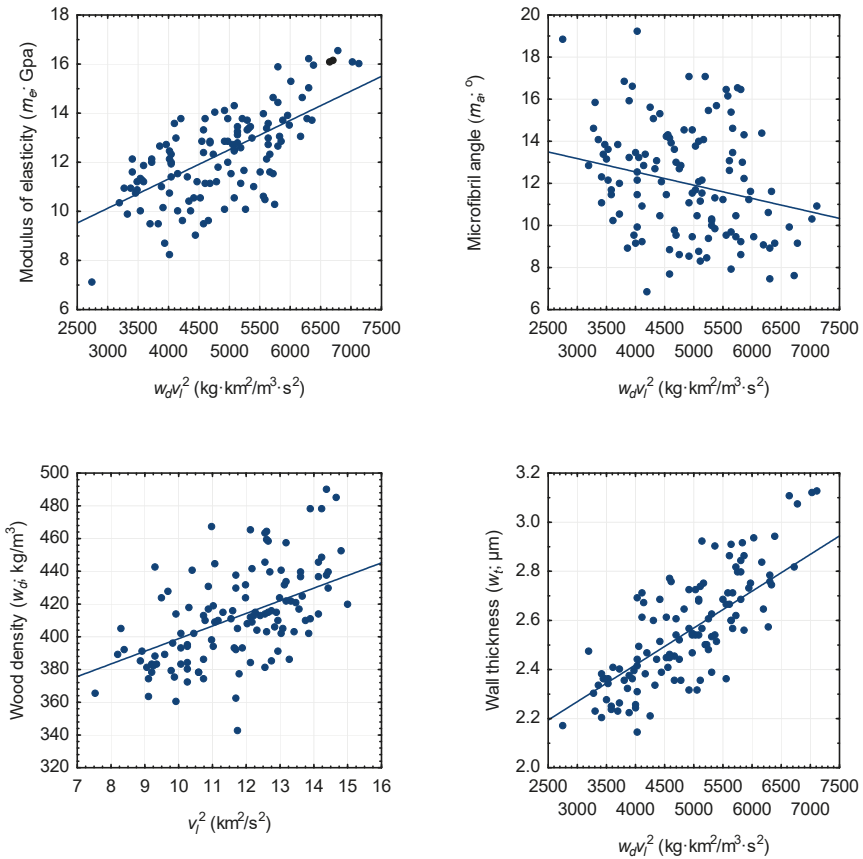 Modulus of elasticity (mₑ; Gpa)
16
14
12
10
8
6
2500 3500 4500 5500 6500 7500
3000 4000 5000 6000 7000
w_d v_l² (kg·km²/m³·s²)
Microfibril angle (mₐ; °)
20
18
16
14
12
10
8
6
2500 3500 4500 5500 6500 7500
3000 4000 5000 6000 7000
w_d v_l² (kg·km²/m³·s²)
Wood density (w_d; kg/m³)
500
480
460
440
420
400
380
360
340
320
7 8 9 10 11 12 13 14 15 16
v_l² (km²/s²)
Wall thickness (w_t; µm)
3.2
3.0
2.8
2.6
2.4
2.2
2.0
2500 3500 4500 5500 6500 7500
3000 4000 5000 6000 7000
w_d v_l² (kg·km²/m³·s²)
18